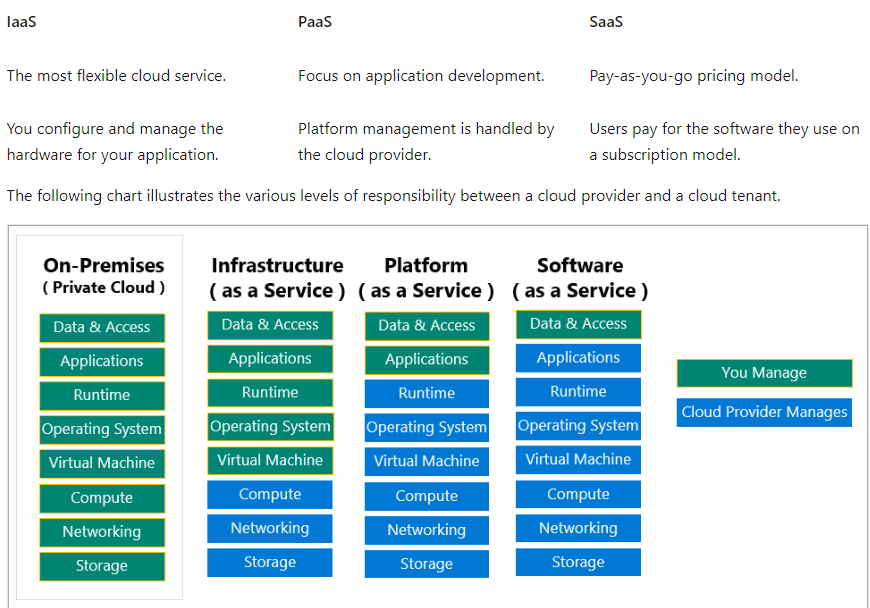 IaaS PaaS SaaS
The most flexible cloud service. Focus on application development. Pay-as-you-go pricing model.
You configure and manage the Platform management is handled by Users pay for the software they use on
hardware for your application. the cloud provider. a subscription model.
The following chart illustrates the various levels of responsibility between a cloud provider and a cloud tenant.
On-Premises
( Private Cloud )
Data & Access
Applications
Runtime
Operating System
Virtual Machine
Compute
Networking
Storage
Infrastructure
( as a Service )
Data & Access
Applications
Runtime
Operating System
Virtual Machine
Compute
Networking
Storage
Platform
( as a Service )
Data & Access
Applications
Runtime
Operating System
Virtual Machine
Compute
Networking
Storage
Software
( as a Service )
Data & Access
Applications
Runtime
Operating System
Virtual Machine
Compute
Networking
Storage
You Manage
Cloud Provider Manages